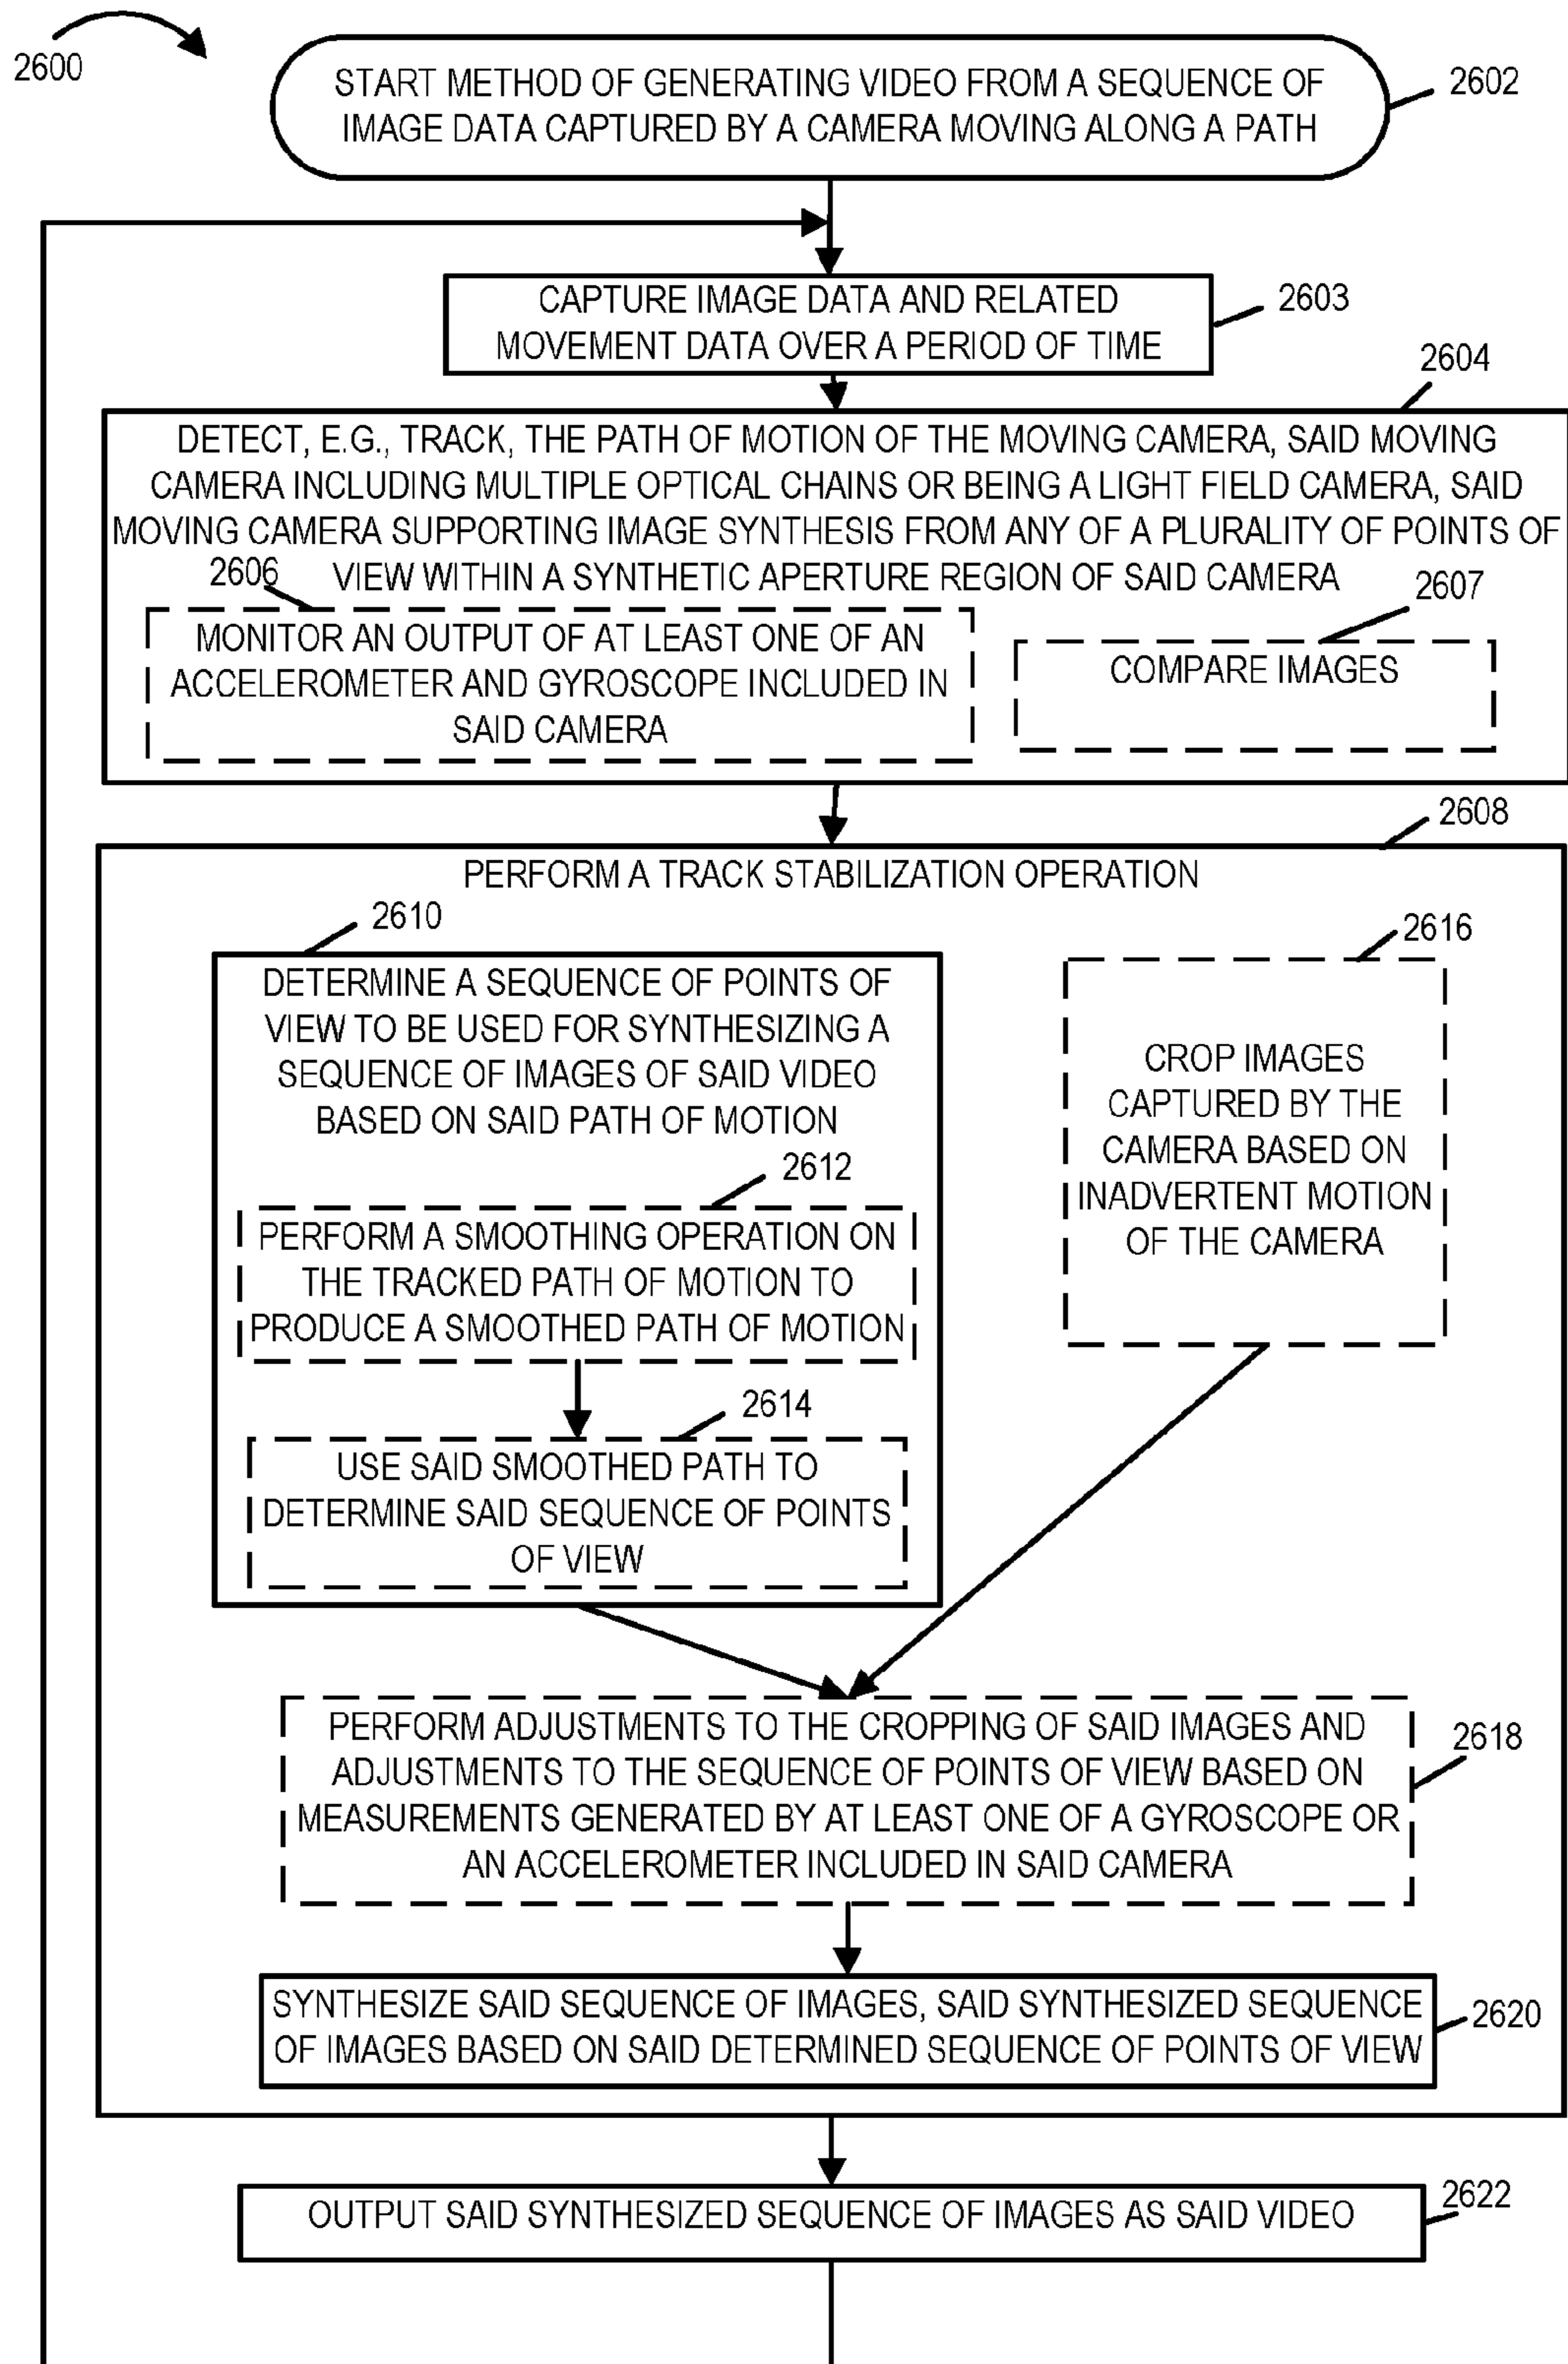 2600
START METHOD OF GENERATING VIDEO FROM A SEQUENCE OF
IMAGE DATA CAPTURED BY A CAMERA MOVING ALONG A PATH
2602
CAPTURE IMAGE DATA AND RELATED
MOVEMENT DATA OVER A PERIOD OF TIME
2603
2604
DETECT, E.G., TRACK, THE PATH OF MOTION OF THE MOVING CAMERA, SAID MOVING
CAMERA INCLUDING MULTIPLE OPTICAL CHAINS OR BEING A LIGHT FIELD CAMERA, SAID
MOVING CAMERA SUPPORTING IMAGE SYNTHESIS FROM ANY OF A PLURALITY OF POINTS OF
VIEW WITHIN A SYNTHETIC APERTURE REGION OF SAID CAMERA
2606
MONITOR AN OUTPUT OF AT LEAST ONE OF AN
ACCELEROMETER AND GYROSCOPE INCLUDED IN
SAID CAMERA
2607
COMPARE IMAGES
2608
PERFORM A TRACK STABILIZATION OPERATION
2610
DETERMINE A SEQUENCE OF POINTS OF
VIEW TO BE USED FOR SYNTHESIZING A
SEQUENCE OF IMAGES OF SAID VIDEO
BASED ON SAID PATH OF MOTION
2612
PERFORM A SMOOTHING OPERATION ON
THE TRACKED PATH OF MOTION TO
PRODUCE A SMOOTHED PATH OF MOTION
2614
USE SAID SMOOTHED PATH TO
DETERMINE SAID SEQUENCE OF POINTS
OF VIEW
2616
CROP IMAGES
CAPTURED BY THE
CAMERA BASED ON
INADVERTENT MOTION
OF THE CAMERA
PERFORM ADJUSTMENTS TO THE CROPPING OF SAID IMAGES AND
ADJUSTMENTS TO THE SEQUENCE OF POINTS OF VIEW BASED ON
MEASUREMENTS GENERATED BY AT LEAST ONE OF A GYROSCOPE OR
AN ACCELEROMETER INCLUDED IN SAID CAMERA
2618
SYNTHESIZE SAID SEQUENCE OF IMAGES, SAID SYNTHESIZED SEQUENCE
OF IMAGES BASED ON SAID DETERMINED SEQUENCE OF POINTS OF VIEW
2620
OUTPUT SAID SYNTHESIZED SEQUENCE OF IMAGES AS SAID VIDEO
2622